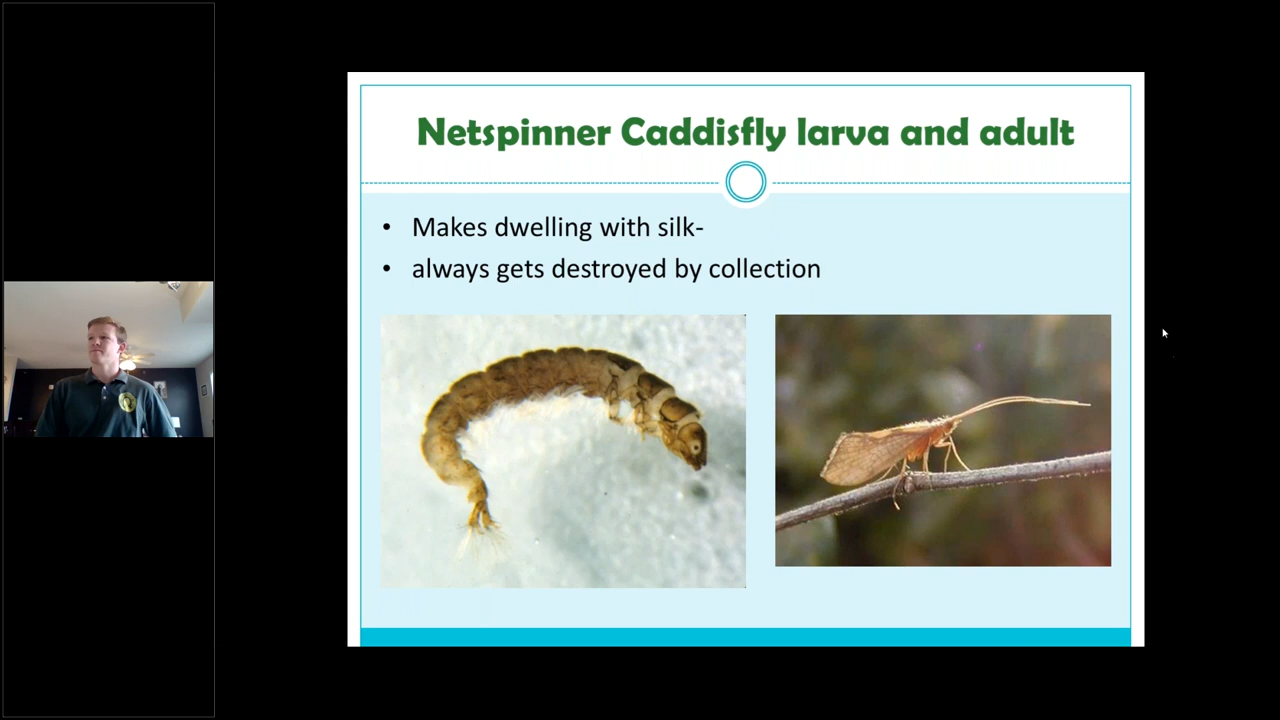 Netspinner Caddisfly larva and adult
• Makes dwelling with silk-
• always gets destroyed by collection